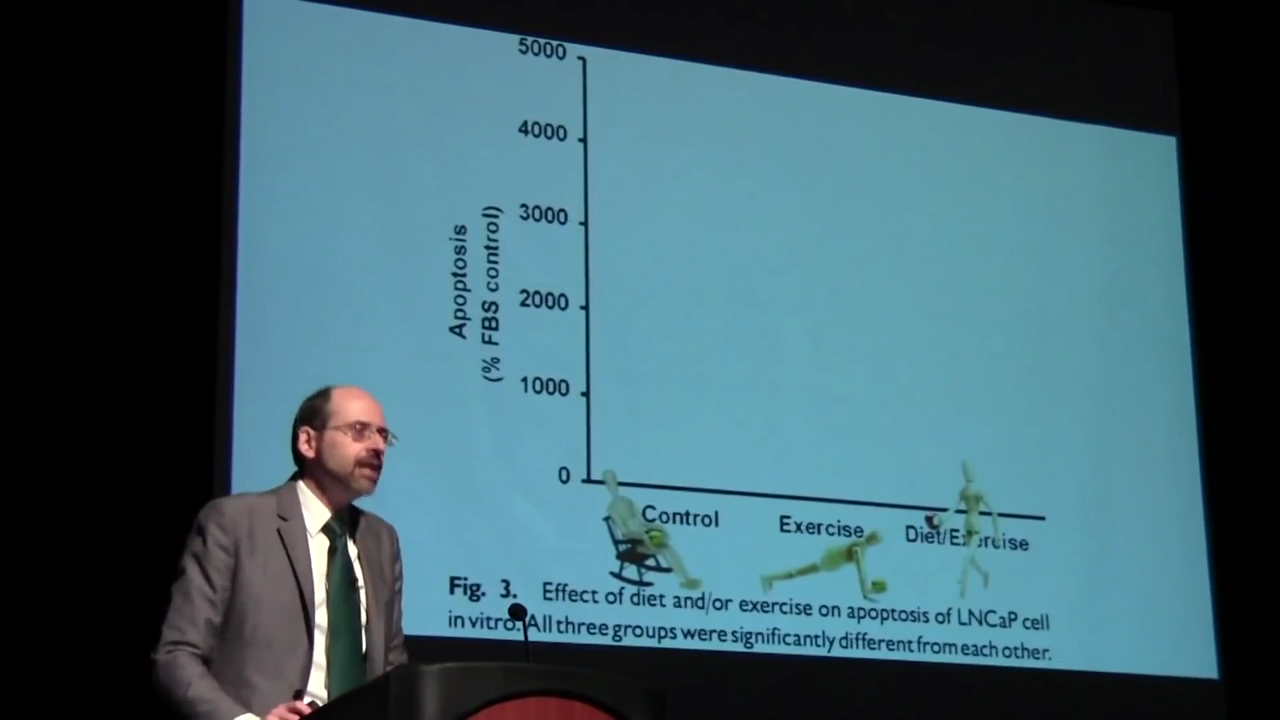 5000
4000
3000
2000
1000
0
Apoptosis
(% FBS control)
Control
Exercise
Diet/Exercise
Fig. 3. Effect of diet and/or exercise on apoptosis of LNCaP cell
in vitro. All three groups were significantly different from each other.